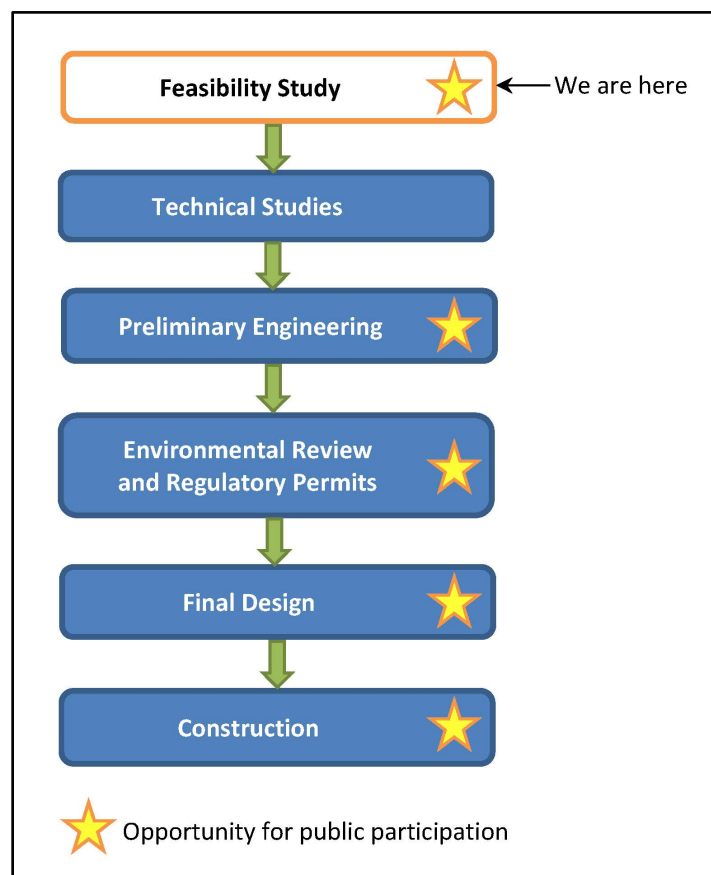 Feasibility Study
We are here
Technical Studies
Preliminary Engineering
Environmental Review
and Regulatory Permits
Final Design
Construction
Opportunity for public participation